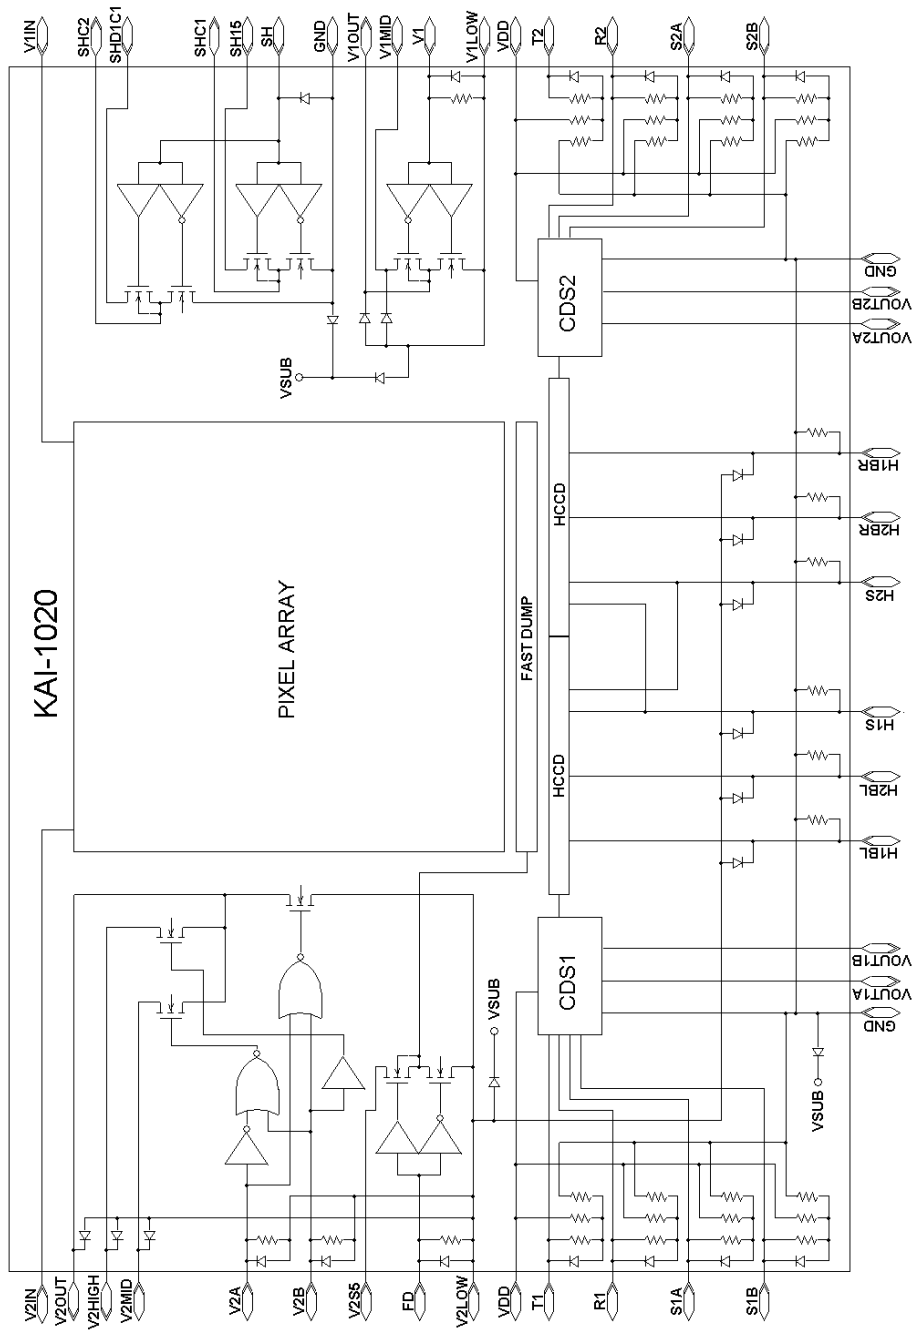 V1IN
SHC2
SHD1C1
SHC1
SH15
SH
GND
V1OUT
V1MID
V1
V1LOW
VDD
T2
R2
S2A
S2B
VSUB
CDS2
GND
VOUT2B
VOUT2A
KAI-1020
PIXEL ARRAY
FAST DUMP
HCCD
HCCD
H1BR
H2BR
H2S
H1S
H2BL
H1BL
CDS1
VOUT1B
VOUT1A
GND
VSUB
VSUB
V2IN
V2OUT
V2HIGH
V2MID
V2A
V2B
V2S5
FD
V2LOW
VDD
T1
R1
S1A
S1B